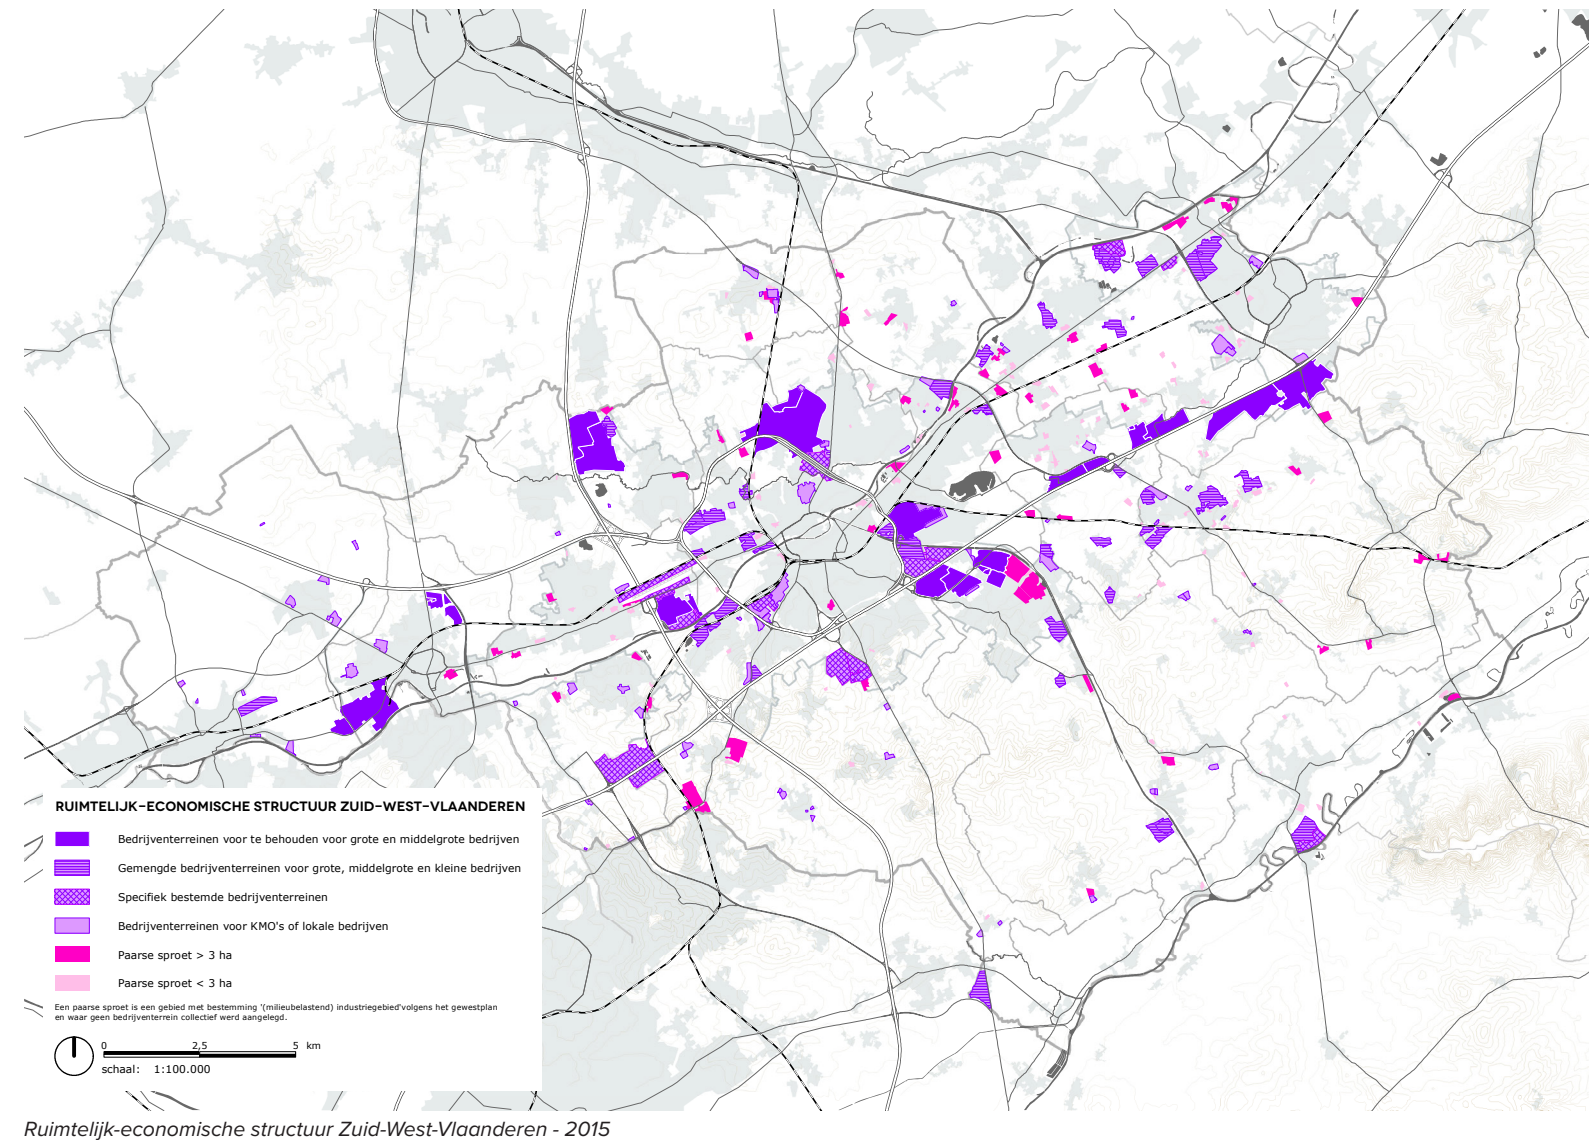 RUIMTELIJK-ECONOMISCHE STRUCTUUR ZUID-WEST-VLAANDEREN
Bedrijventerreinen voor te behouden voor grote en middelgrote bedrijven
Gemengde bedrijventerreinen voor grote, middelgrote en kleine bedrijven
Specifiek bestemde bedrijventerreinen
Bedrijventerreinen voor KMO's of lokale bedrijven
Paarse sproet > 3 ha
Paarse sproet < 3 ha
Een paarse sproet is een gebied met bestemming '(milieubelastend) industriegebied'volgens het gewestplan
en waar geen bedrijventerrein collectief werd aangelegd.
0 2,5 5 km
schaal: 1:100.000
Ruimtelijk-economische structuur Zuid-West-Vlaanderen - 2015